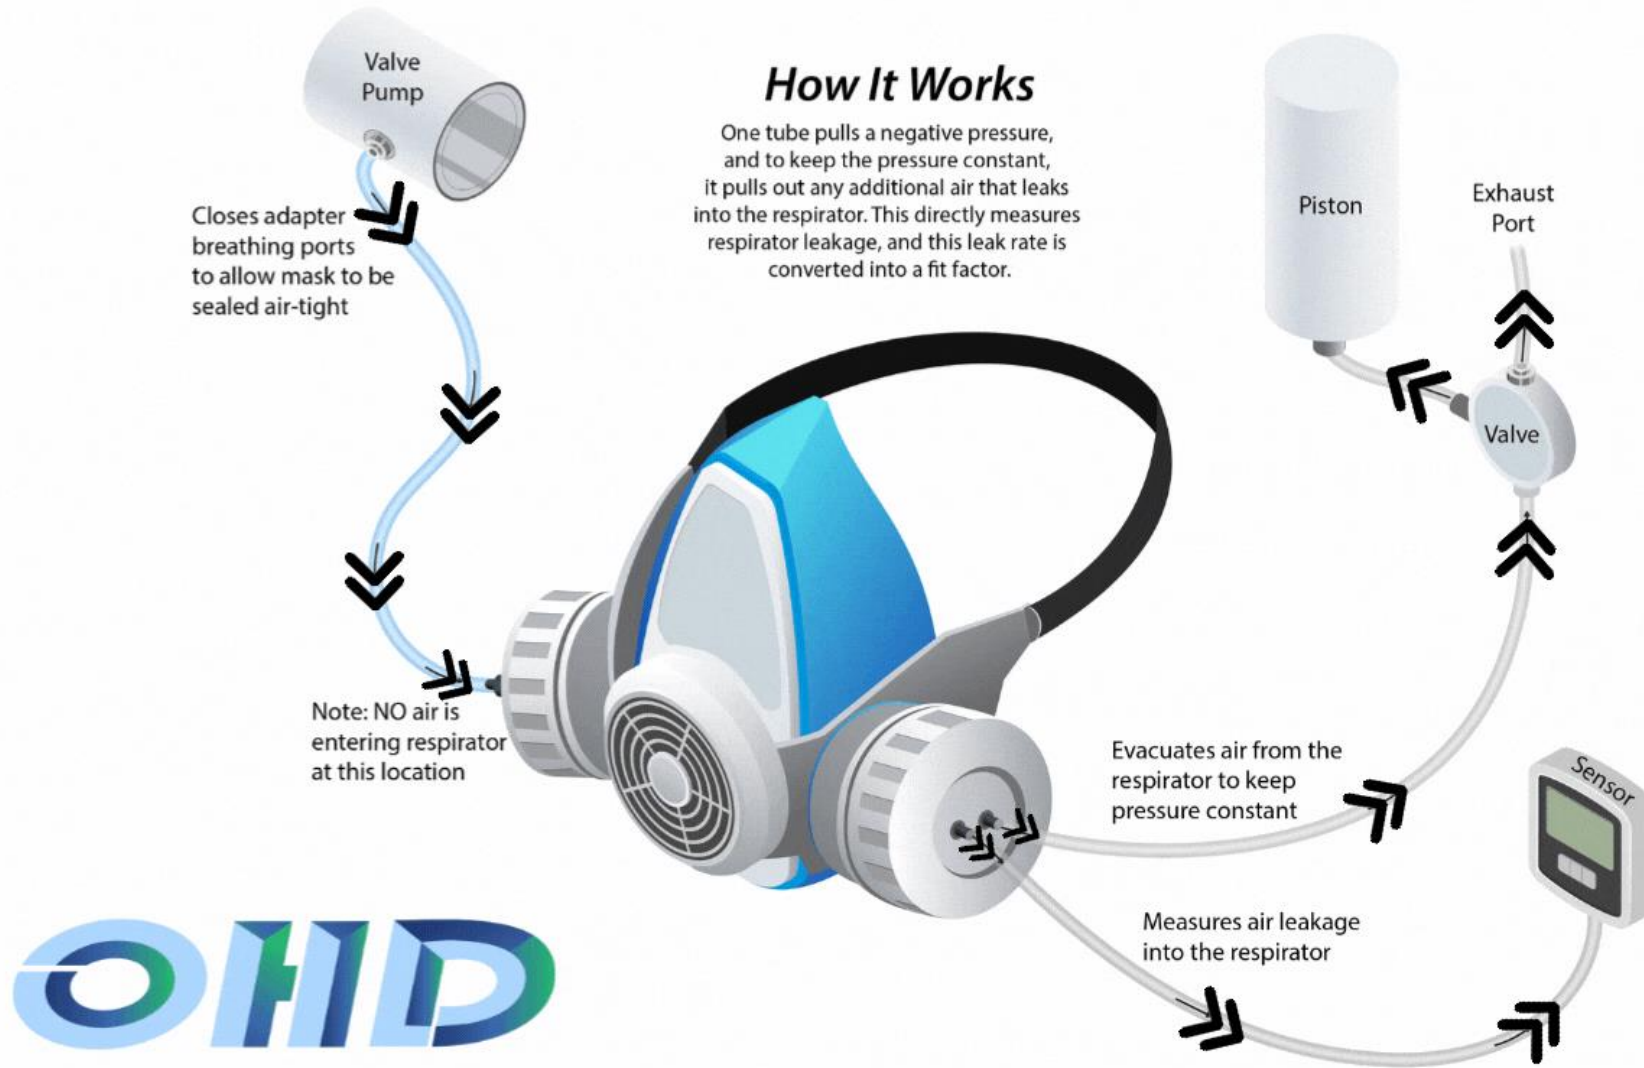 Valve
Pump
How It Works
One tube pulls a negative pressure,
and to keep the pressure constant,
it pulls out any additional air that leaks
into the respirator. This directly measures
respirator leakage, and this leak rate is
converted into a fit factor.
Piston
Exhaust
Port
Closes adapter
breathing ports
to allow mask to be
sealed air-tight
Valve
Note: NO air is
entering respirator
at this location
Evacuates air from the
respirator to keep
pressure constant
Sensor
Measures air leakage
into the respirator
OHD